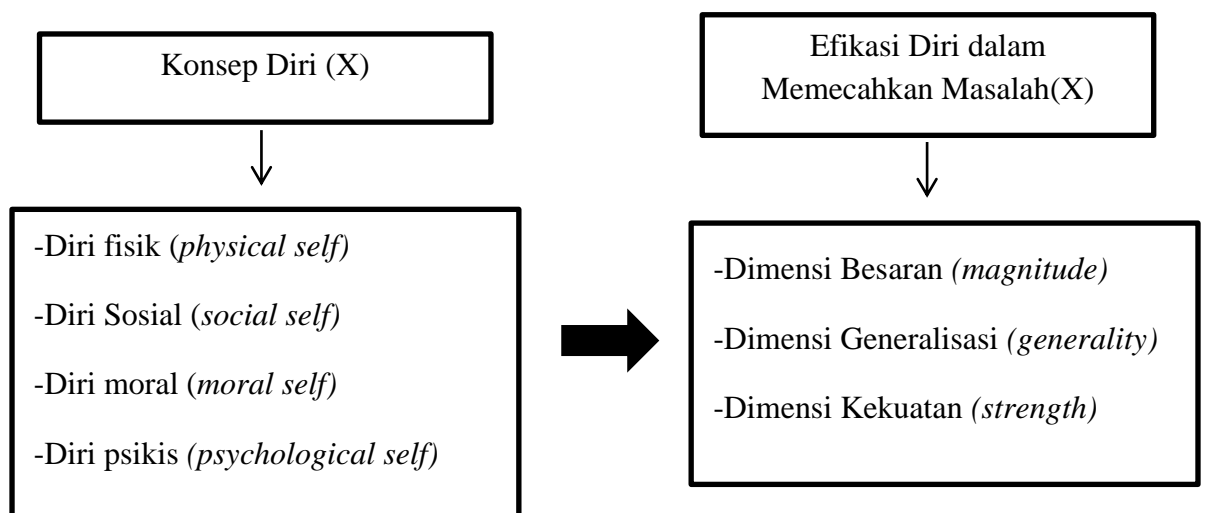 Konsep Diri (X)
-Diri fisik (physical self)
-Diri Sosial (social self)
-Diri moral (moral self)
-Diri psikis (psychological self)
Efikasi Diri dalam
Memecahkan Masalah(X)
-Dimensi Besaran (magnitude)
-Dimensi Generalisasi (generality)
-Dimensi Kekuatan (strength)